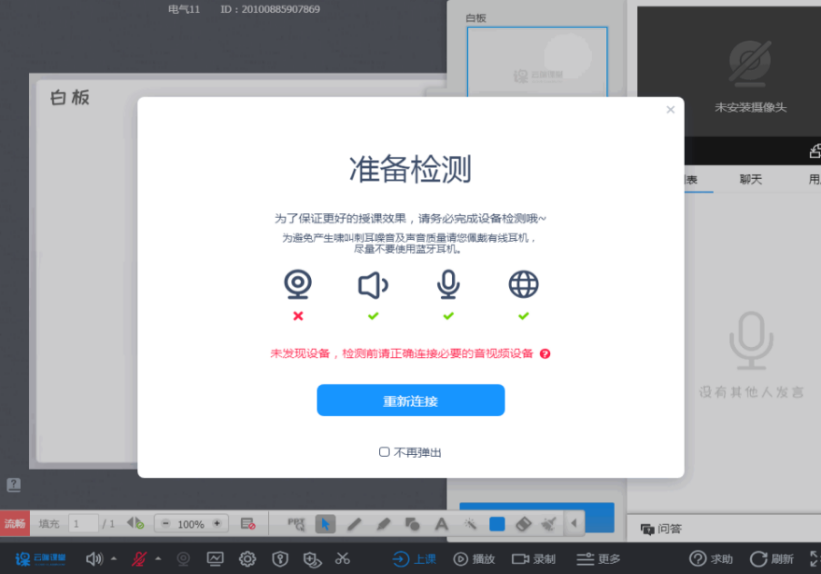 电气11 ID：20100885907869
白板
白板
未安装摄像头
表 聊天 用
准备检测
为了保证更好的授课效果，请务必完成设备检测哦~
为避免产生啸叫刺耳噪音及声音质量请您佩戴有线耳机，
尽量不要使用蓝牙耳机。
未发现设备，检测前请正确连接必要的音视频设备
重新连接
不再弹出
没有其他人发言
流畅 填充 1 / 1 100%
问答
上课 播放 录制 更多 求助 刷新